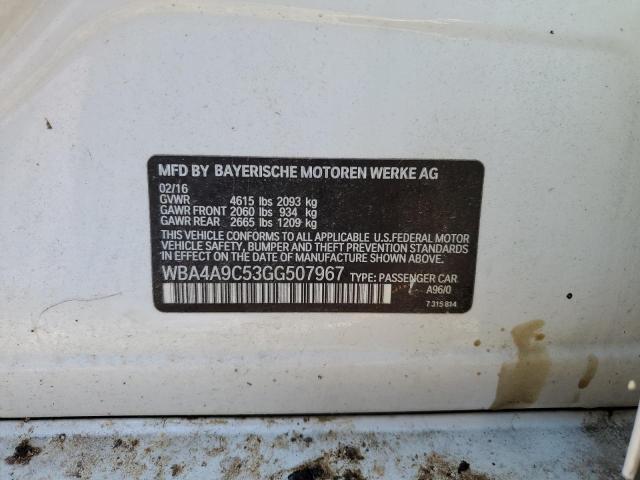 MFD BY BAYERISCHE MOTOREN WERKE AG
02/16
GVWR 4615 lbs 2093 kg
GAWR FRONT 2060 lbs 934 kg
GAWR REAR 2665 lbs 1209 kg
THIS VEHICLE CONFORMS TO ALL APPLICABLE U.S.FEDERAL MOTOR
VEHICLE SAFETY, BUMPER AND THEFT PREVENTION STANDARDS
IN EFFECT ON THE DATE OF MANUFACTURE SHOWN ABOVE.
WBA4A9C53GG507967 TYPE: PASSENGER CAR
A96/0
7 315 814